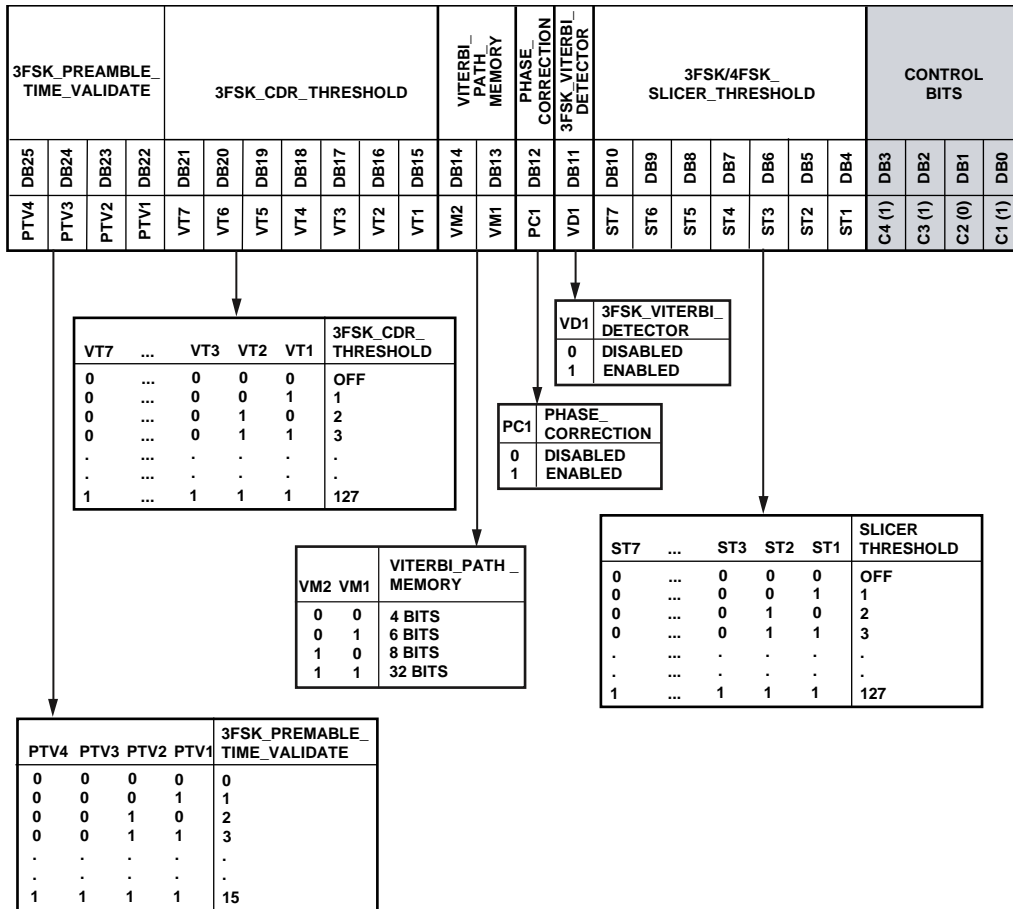 3FSK_PREAMBLE_
TIME_VALIDATE
3FSK_CDR_THRESHOLD
VITERBI_
PATH_
MEMORY
PHASE_
CORRECTION
3FSK_VITERBI_
DETECTOR
3FSK/4FSK_
SLICER_THRESHOLD
CONTROL
BITS
DB25 DB24 DB23 DB22 DB21 DB20 DB19 DB18 DB17 DB16 DB15 DB14 DB13 DB12 DB11 DB10 DB9 DB8 DB7 DB6 DB5 DB4 DB3 DB2 DB1 DB0
PTV4 PTV3 PTV2 PTV1 VT7 VT6 VT5 VT4 VT3 VT2 VT1 VM2 VM1 PC1 VD1 ST7 ST6 ST5 ST4 ST3 ST2 ST1 C4 (1) C3 (1) C2 (0) C1 (1)
VD1 3FSK_VITERBI_
DETECTOR
0 DISABLED
1 ENABLED
VT7 ... VT3 VT2 VT1 3FSK_CDR_
THRESHOLD
0 ... 0 0 0 OFF
0 ... 0 0 1 1
0 ... 0 1 0 2
0 ... 0 1 1 3
. ... . . . .
. ... . . . .
1 ... 1 1 1 127
PC1 PHASE_
CORRECTION
0 DISABLED
1 ENABLED
ST7 ... ST3 ST2 ST1 SLICER
THRESHOLD
0 ... 0 0 0 OFF
0 ... 0 0 1 1
0 ... 0 1 0 2
0 ... 0 1 1 3
. ... . . . .
. ... . . . .
1 ... 1 1 1 127
VM2 VM1 VITERBI_PATH _
MEMORY
0 0 4 BITS
0 1 6 BITS
1 0 8 BITS
1 1 32 BITS
PTV4 PTV3 PTV2 PTV1 3FSK_PREMABLE_
TIME_VALIDATE
0 0 0 0 0
0 0 0 1 1
0 0 1 0 2
0 0 1 1 3
. . . . .
. . . . .
1 1 1 1 15